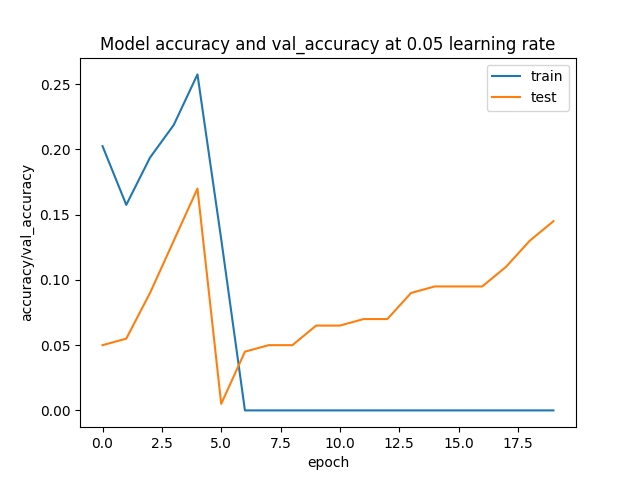 Model accuracy and val_accuracy at 0.05 learning rate
train
test
0.25
0.20
0.15
0.10
0.05
0.00
accuracy/val_accuracy
0.0 2.5 5.0 7.5 10.0 12.5 15.0 17.5
epoch